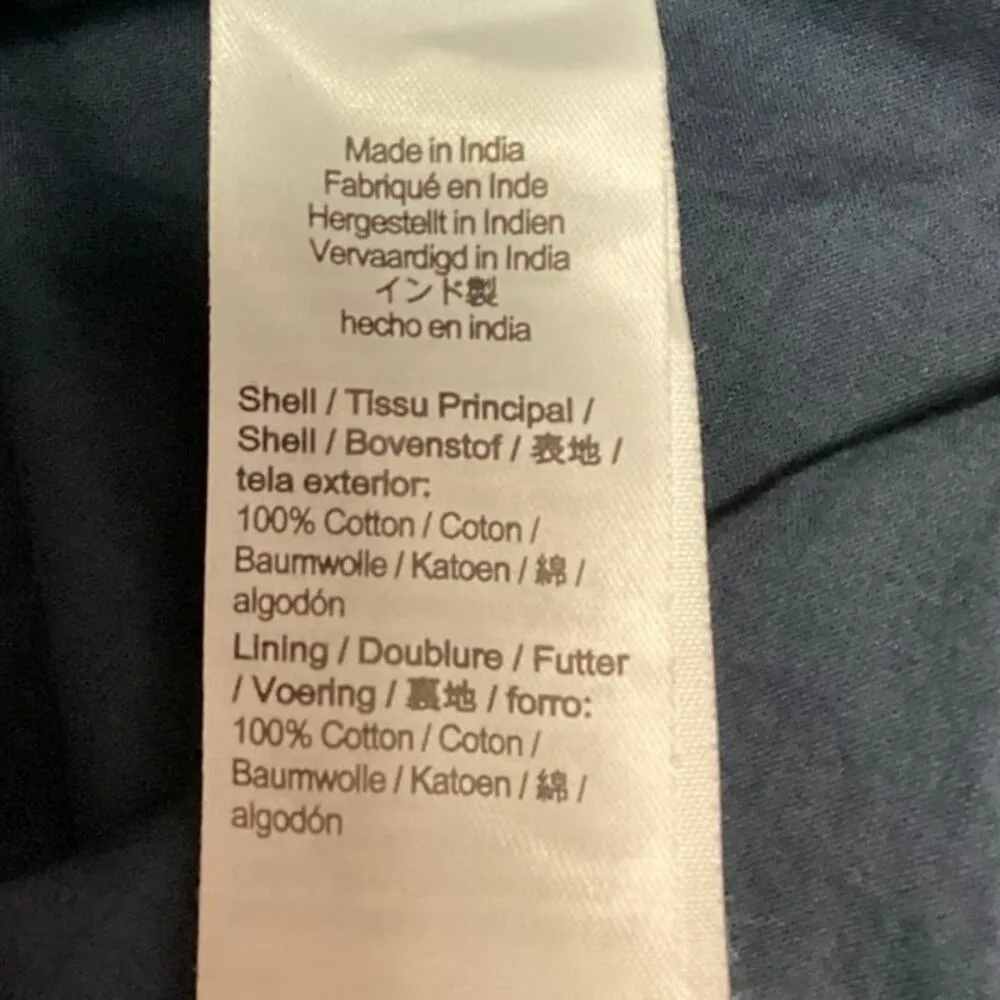 Made in India
Fabriqué en Inde
Hergestellt in Indien
Vervaardigd in India
インド製
hecho en india
Shell / Tissu Principal /
Shell / Bovenstof / 表地 /
tela exterior:
100% Cotton / Coton /
Baumwolle / Katoen / 綿 /
algodón
Lining / Doublure / Futter
/ Voering / 裏地 / forro:
100% Cotton / Coton /
Baumwolle / Katoen / 綿 /
algodón